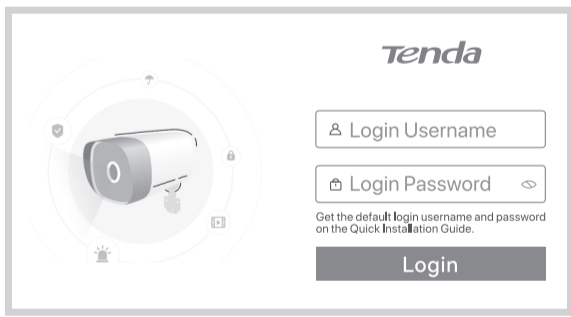 Tenda
Login Username
Login Password
Get the default login username and password
on the Quick Installation Guide.
Login